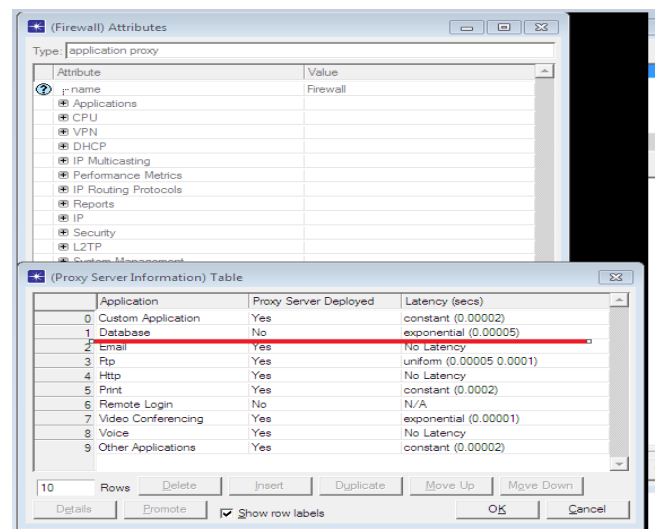 (Firewall) Attributes
Type: application proxy
Attribute Value
name Firewall
Applications
CPU
VPN
DHCP
IP Multicasting
Performance Metrics
IP Routing Protocols
Reports
IP
Security
L2TP
System Management
(Proxy Server Information) Table
Application Proxy Server Deployed Latency (secs)
0 Custom Application Yes constant (0.00002)
1 Database No exponential (0.00005)
2 Email Yes No Latency
3 Ftp Yes uniform (0.00005 0.0001)
4 Http Yes No Latency
5 Print Yes constant (0.0002)
6 Remote Login No N/A
7 Video Conferencing Yes exponential (0.00001)
8 Voice Yes No Latency
9 Other Applications Yes constant (0.00002)
10 Rows Delete Insert Duplicate Move Up Move Down
Details Promote Show row labels OK Cancel